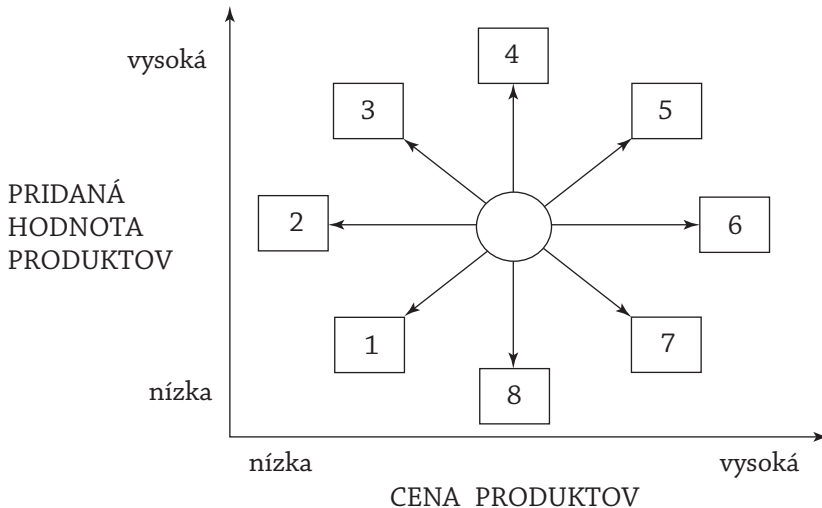 vysoká
4
3
5
PRIDANÁ
HODNOTA
PRODUKTOV
2
6
1
7
nízka
8
nízka
vysoká
CENA PRODUKTOV